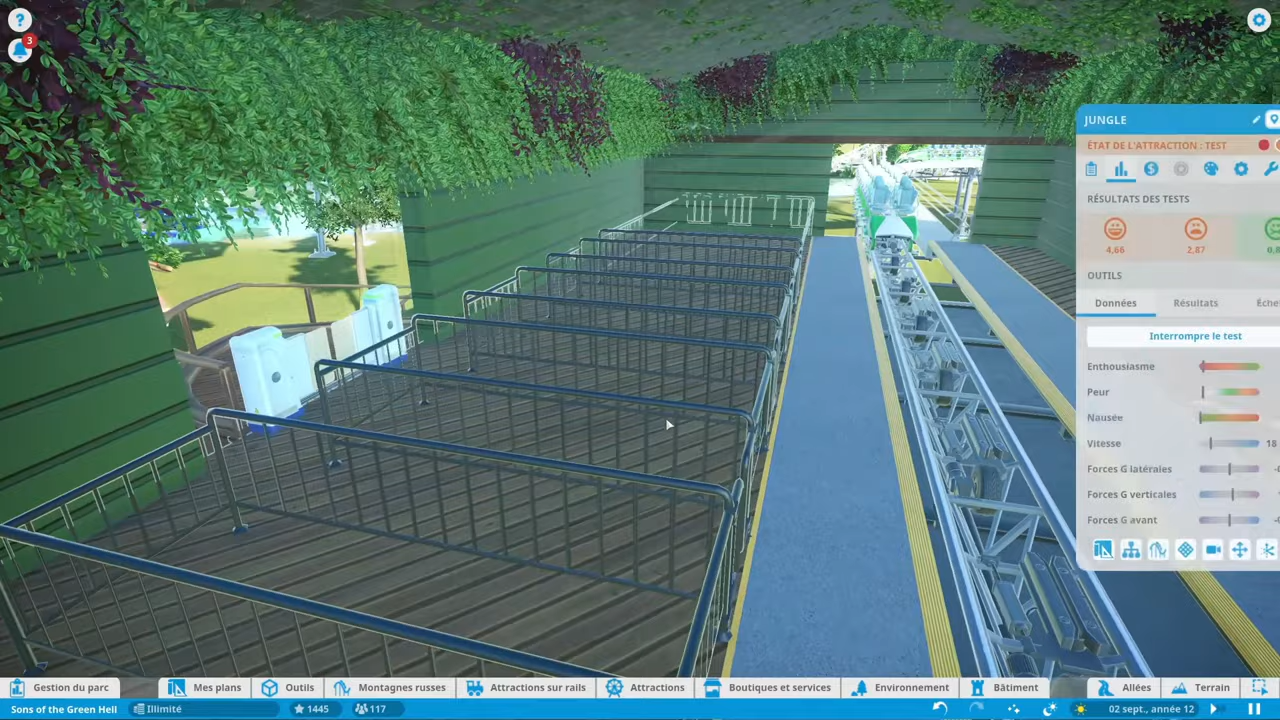 ?
3
JUNGLE
ÉTAT DE L'ATTRACTION : TEST
RÉSULTATS DES TESTS
4,66 2,87
OUTILS
Données Résultats
Interrompre le test
Enthousiasme
Peur
Nausée
Vitesse 18
Forces G latérales
Forces G verticales
Forces G avant
Gestion du parc Mes plans Outils Montagnes russes Attractions sur rails Attractions Boutiques et services Environnement Bâtiment Allées Terrain
Sons of the Green Hell Illimité 1445 117 02 sept., année 12